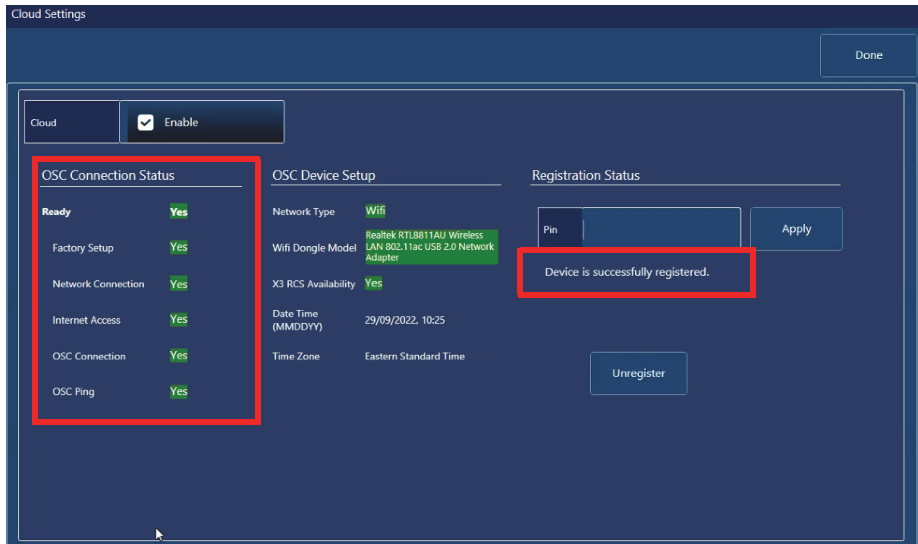 Cloud Settings
Done
Cloud
Enable
OSC Connection Status
Ready Yes
Factory Setup Yes
Network Connection Yes
Internet Access Yes
OSC Connection Yes
OSC Ping Yes
OSC Device Setup
Network Type Wifi
Wifi Dongle Model
Realtek RTL8811AU Wireless
LAN 802.11ac USB 2.0 Network
Adapter
X3 RCS Availability Yes
Date Time
(MMDDYY)
29/09/2022, 10:25
Time Zone Eastern Standard Time
Registration Status
Pin
Apply
Device is successfully registered.
Unregister